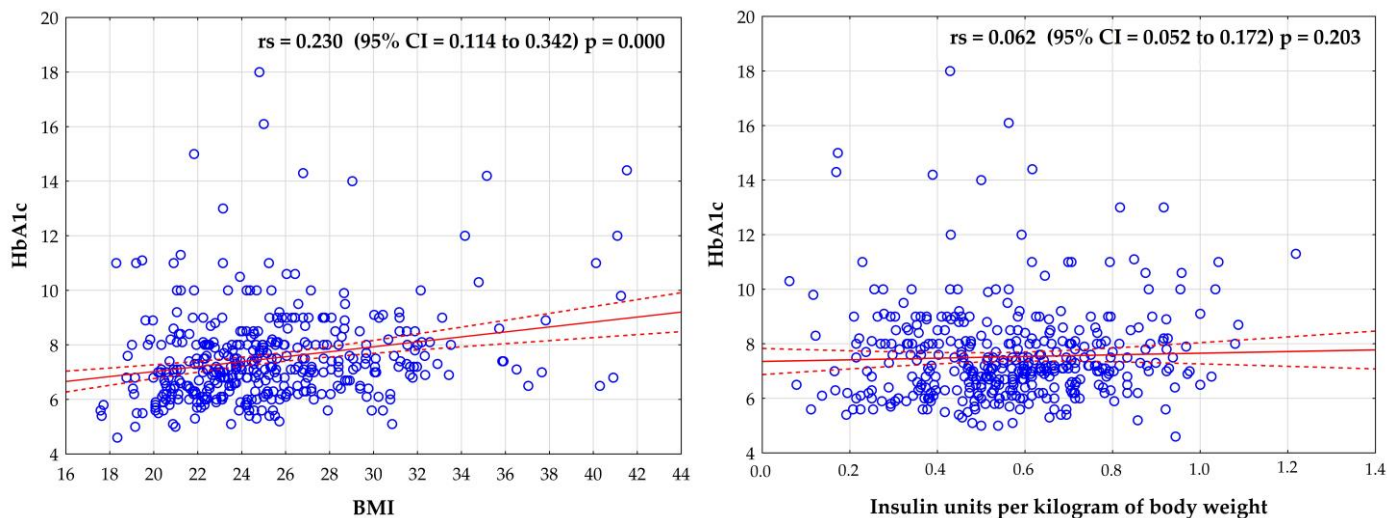 rs = 0.230 (95% CI = 0.114 to 0.342) p = 0.000
HbA1c
20
18
16
14
12
10
8
6
4
16 18 20 22 24 26 28 30 32 34 36 38 40 42 44
BMI
rs = 0.062 (95% CI = 0.052 to 0.172) p = 0.203
HbA1c
20
18
16
14
12
10
8
6
4
0.0 0.2 0.4 0.6 0.8 1.0 1.2 1.4
Insulin units per kilogram of body weight